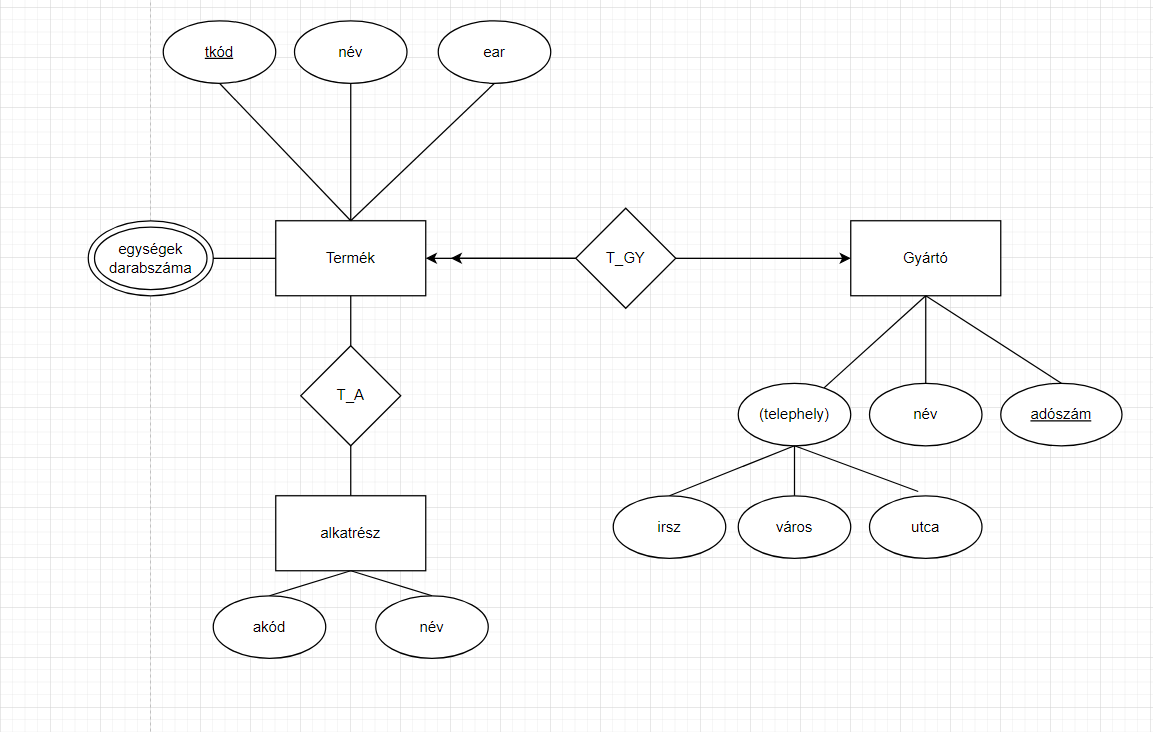 tkód
név
ear
egységek
darabszáma
Termék
T_GY
Gyártó
T_A
(telephely)
név
adószám
alkatrész
irsz
város
utca
akód
név